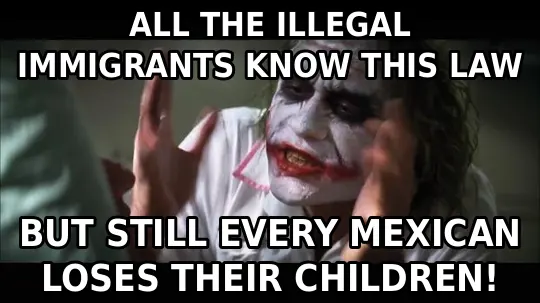 ALL THE ILLEGAL
IMMIGRANTS KNOW THIS LAW
BUT STILL EVERY MEXICAN
LOSES THEIR CHILDREN!